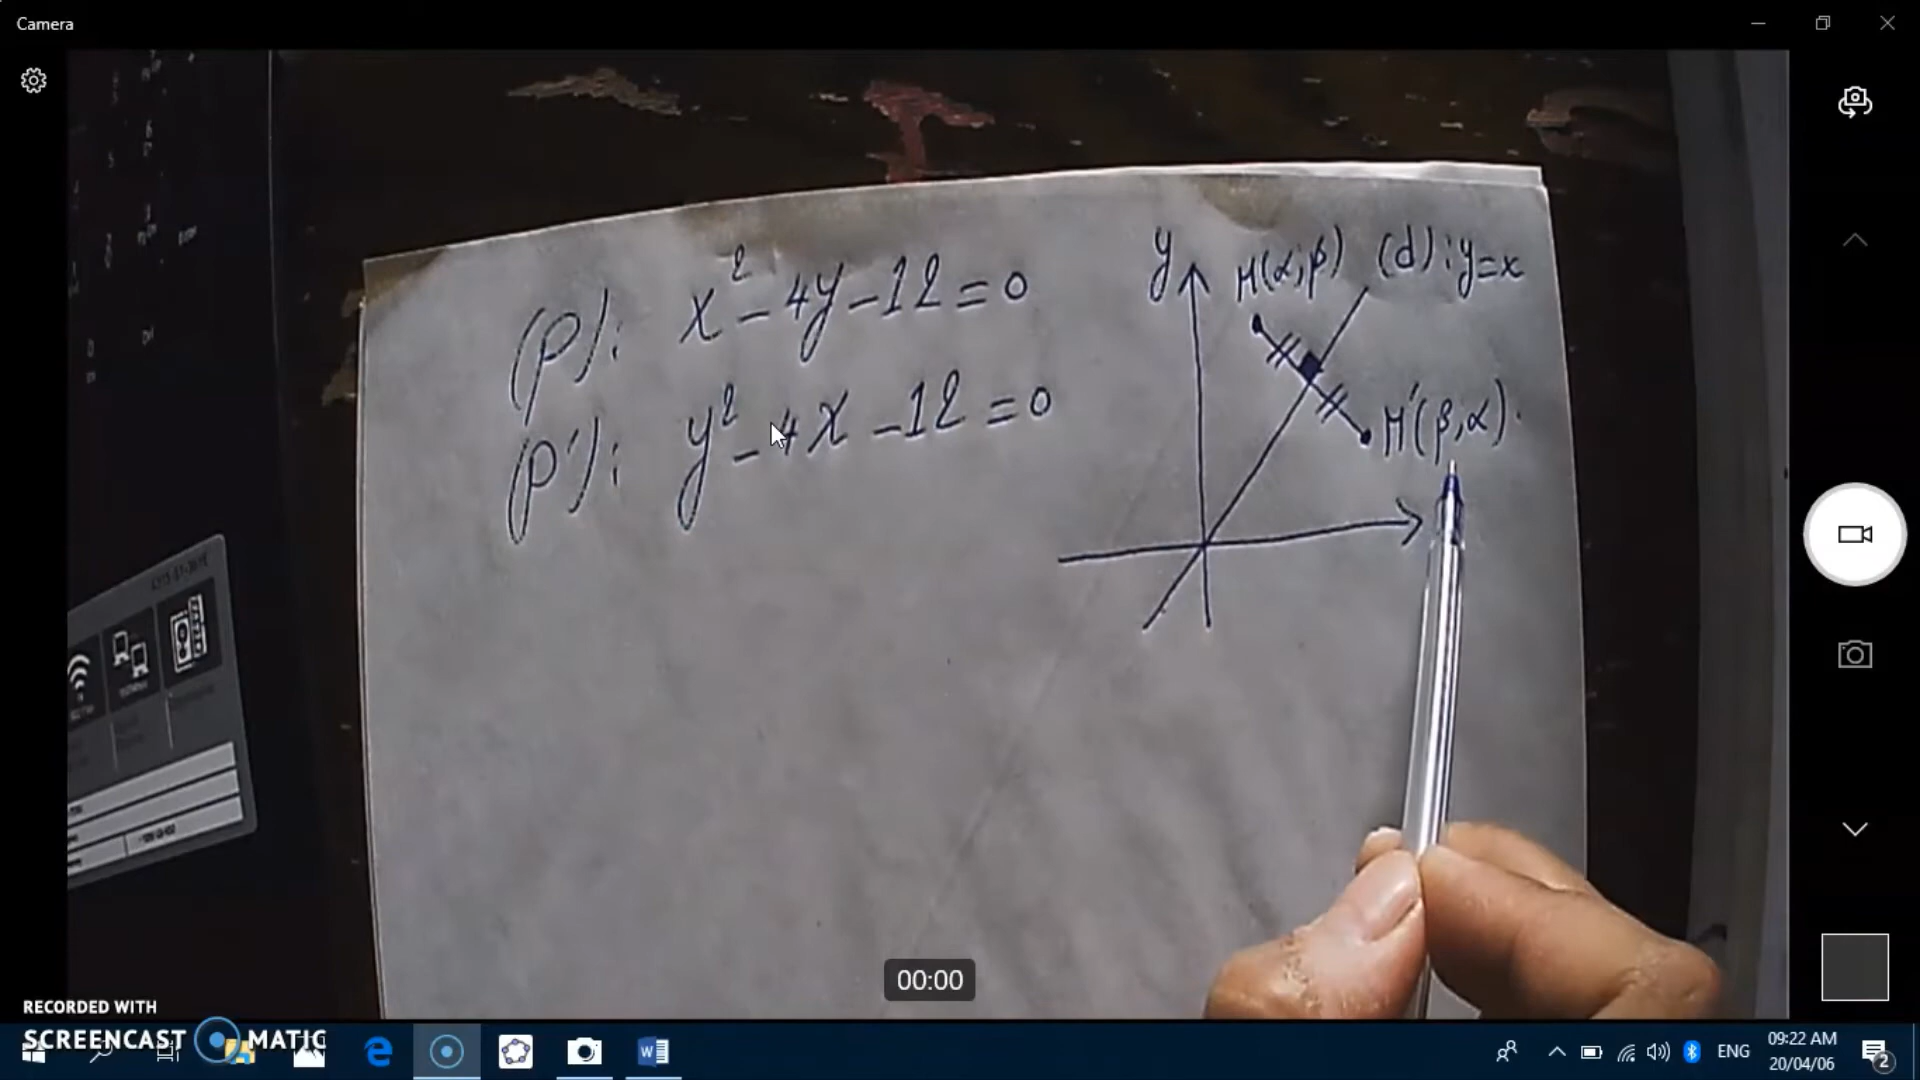 Camera
(P): x² - 4y - 12 = 0
(P'): y² - 4x - 12 = 0
y
M(α;β)
(d): y=x
M'(β,α).
00:00
RECORDED WITH
SCREENCAST MATIC
ENG
09:22 AM
20/04/06
2